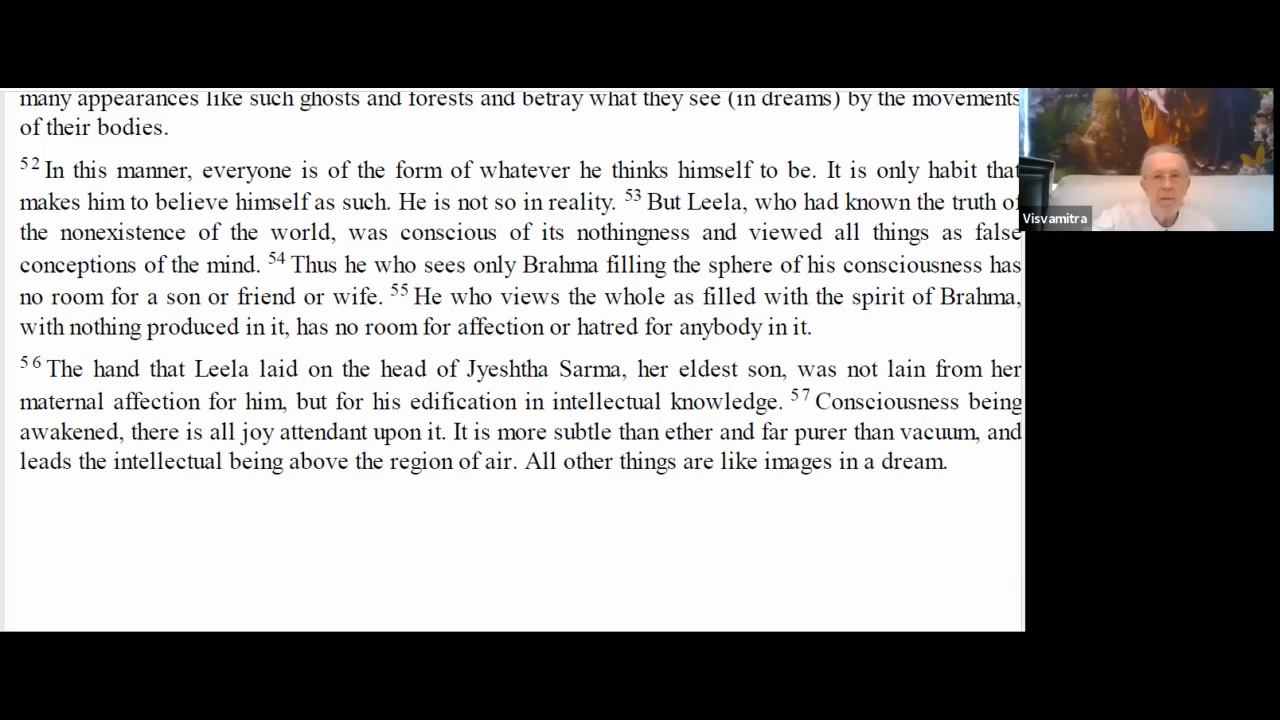 many appearances like such ghosts and forests and betray what they see (in dreams) by the movements
of their bodies.
52 In this manner, everyone is of the form of whatever he thinks himself to be. It is only habit that
makes him to believe himself as such. He is not so in reality. 53 But Leela, who had known the truth of
the nonexistence of the world, was conscious of its nothingness and viewed all things as false
conceptions of the mind. 54 Thus he who sees only Brahma filling the sphere of his consciousness has
no room for a son or friend or wife. 55 He who views the whole as filled with the spirit of Brahma,
with nothing produced in it, has no room for affection or hatred for anybody in it.
56 The hand that Leela laid on the head of Jyeshtha Sarma, her eldest son, was not lain from her
maternal affection for him, but for his edification in intellectual knowledge. 57 Consciousness being
awakened, there is all joy attendant upon it. It is more subtle than ether and far purer than vacuum, and
leads the intellectual being above the region of air. All other things are like images in a dream.
Visvamitra